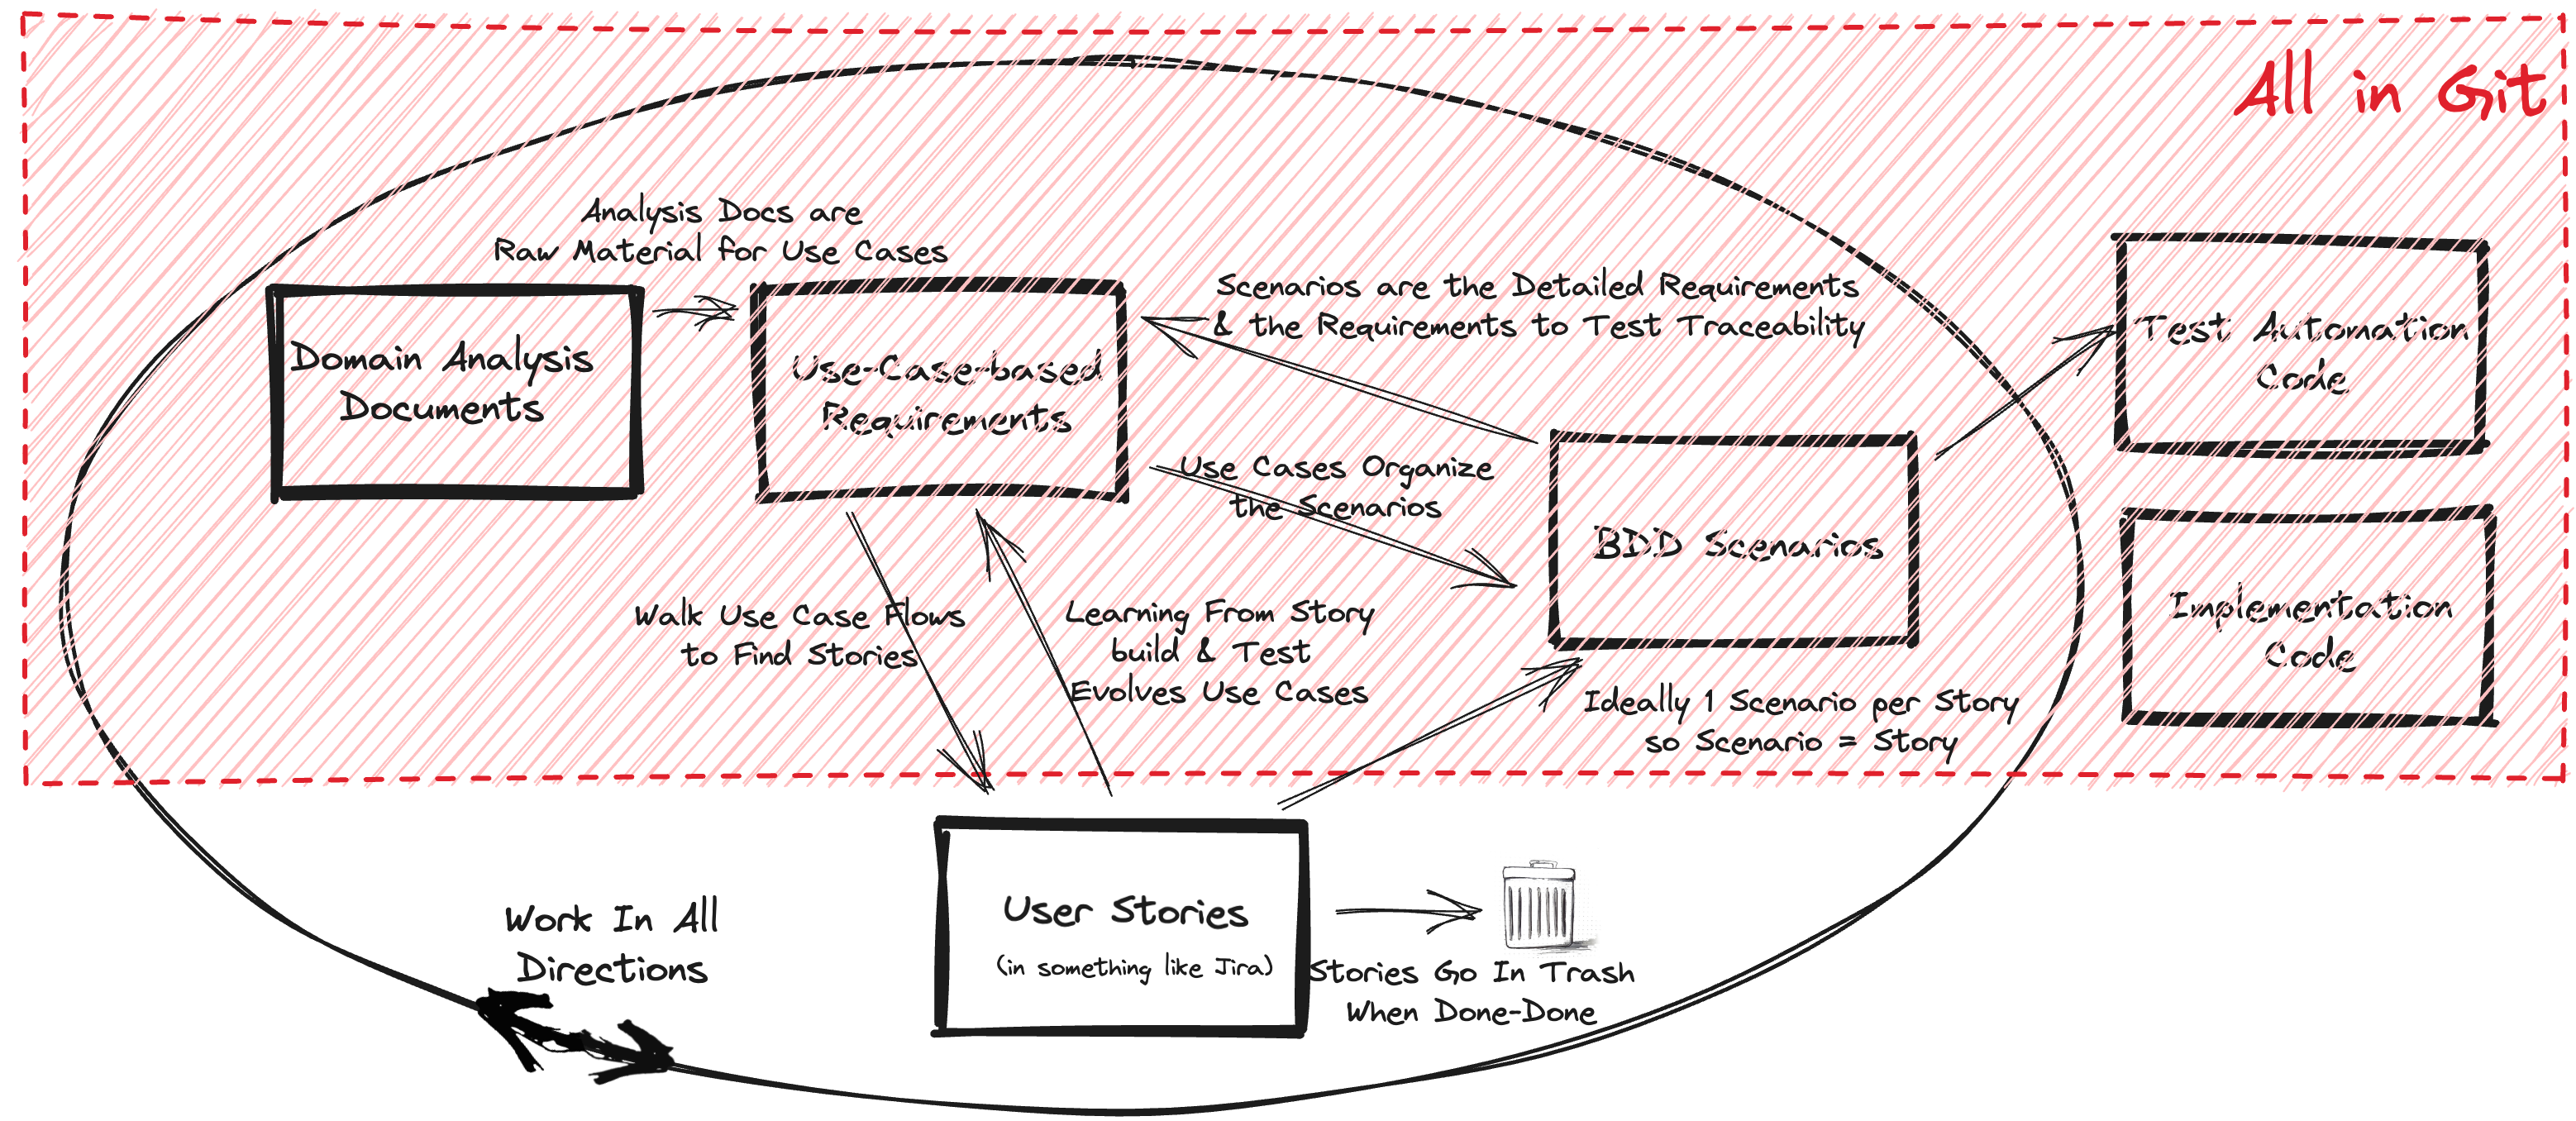 All in Git
Analysis Docs are
Raw Material for Use Cases
Domain Analysis
Documents
Use-Case-based
Requirements
Scenarios are the Detailed Requirements
& the Requirements to Test Traceability
Use Cases Organize
the Scenarios
BDD Scenarios
Test Automation
Code
Implementation
Code
Walk Use Case Flows
to Find Stories
Learning From Story
build & Test
Evolves Use Cases
Ideally 1 Scenario per Story
so Scenario = Story
User Stories
(in something like Jira)
Stories Go In Trash
When Done-Done
Work In All
Directions